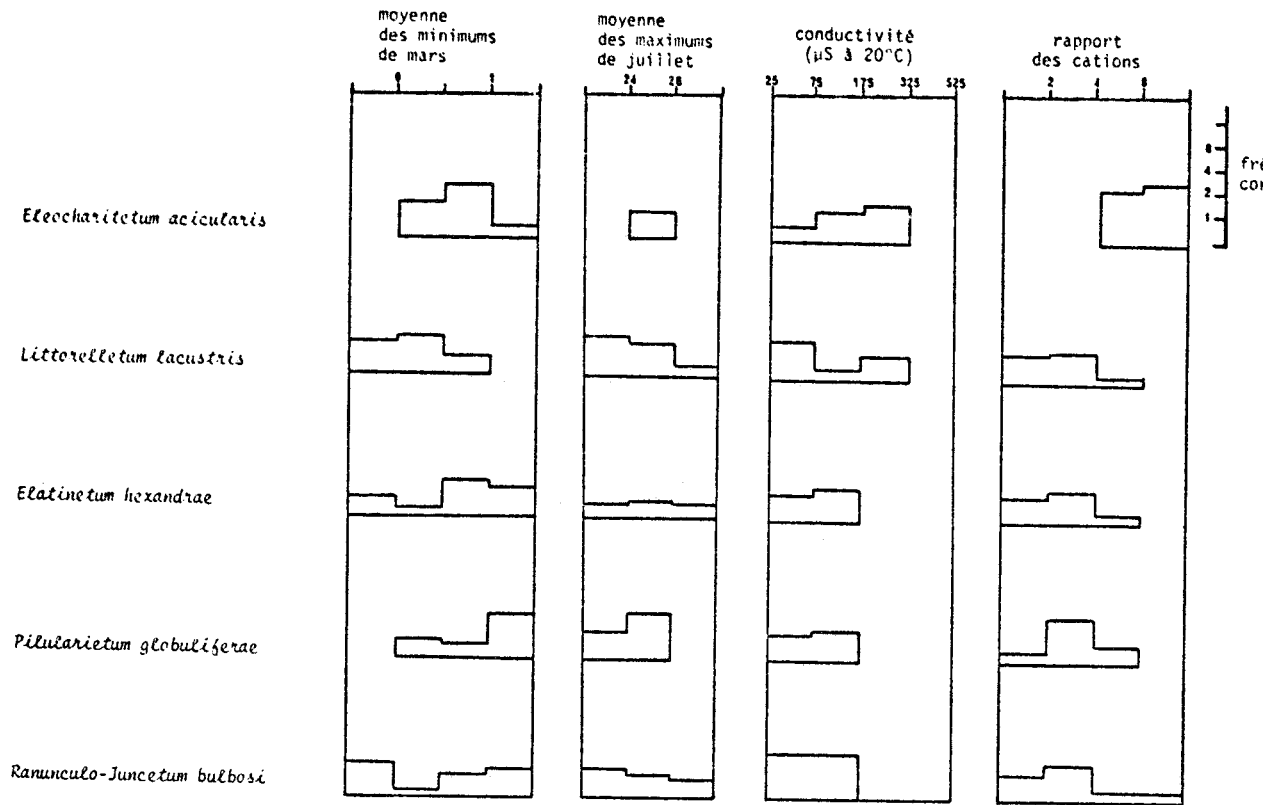 moyenne
des minimums
de mars
moyenne
des maximums
de juillet
conductivité
(µS à 20°C)
rapport
des cations
0 1
24 28
25 75 175 325 525
2 4 6
8
4
2
1
Eleocharitetum acicularis
Littorelletum lacustris
Elatinetum hexandrae
Pilularietum globuliferae
Ranunculo-Juncetum bulbosi